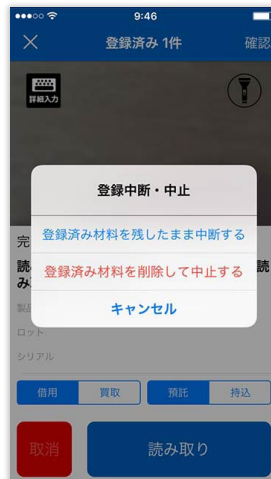 9:46
登録済み 1件
確認
詳細入力
登録中断・中止
登録済み材料を残したまま中断する
登録済み材料を削除して中止する
キャンセル
完
読
読
み
ロット
シリアル
借用
買取
預託
持込
取消
読み取り